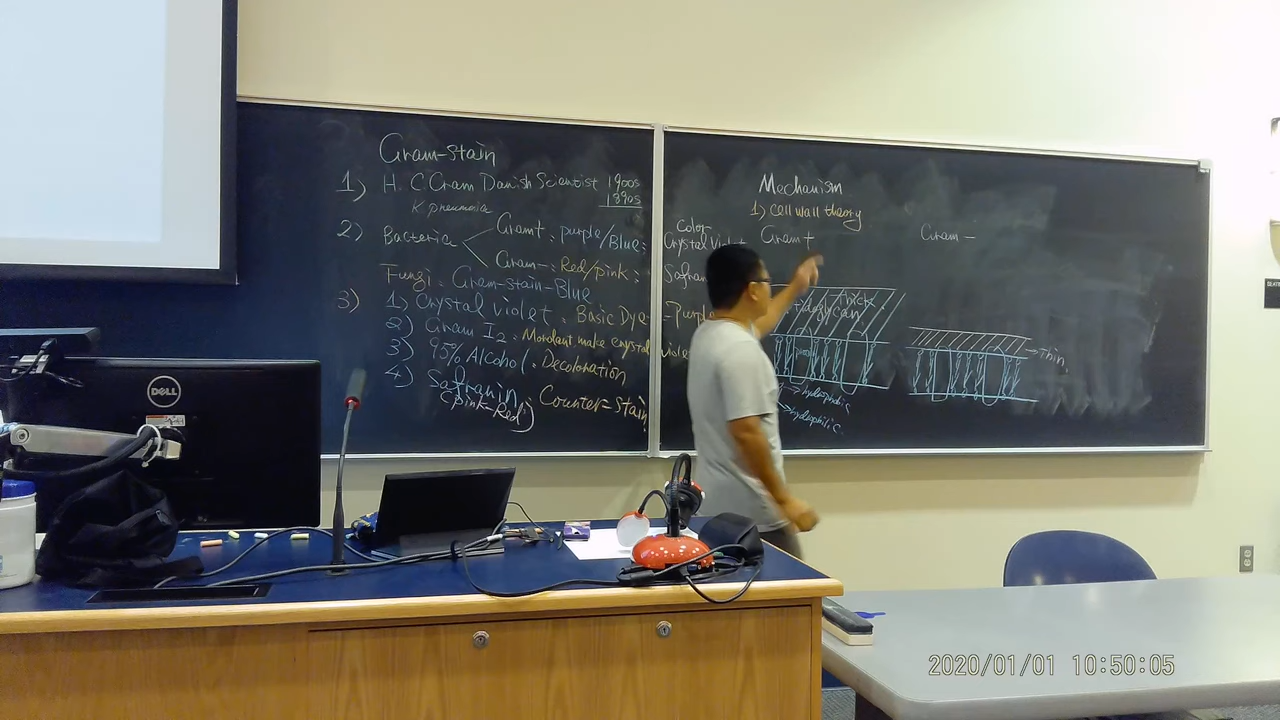 Gram-stain
1) H. C Gram Danish Scientist 1900s
1890s
K. pneumonia
2) Bacteria
Gram+ : purple/Blue :
Gram- : Red/pink :
Color
Crystal Violet
Safran
Fungi : Gram-stain-Blue
3) 1) Crystal violet : Basic Dye - Purple
2) Gram I2 : Mordant, make crystal viole
3) 95% Alcohol : Decoloration
4) Safranin : Counter-Stain
(pink-Red)
Mechanism
1) cell wall theory
Gram+
Gram-
thick
Thin
→ hydrophobic
→ hydrophilic
DELL
2020/01/01 10:50:05